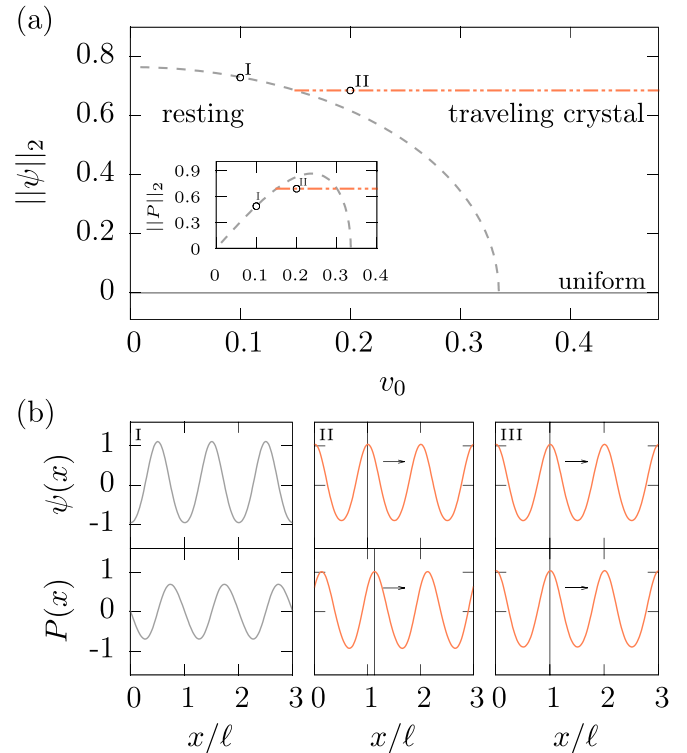 (a)
0.8
0.6
0.4
0.2
0
||ψ||₂
I
II
resting
traveling crystal
uniform
0.9
0.6
0.3
0
||P||₂
I
II
0 0.1 0.2 0.3 0.4
0 0.1 0.2 0.3 0.4
v₀
(b)
I
II
III
1
0
-1
ψ(x)
1
0
-1
P(x)
0 1 2 3
0 1 2 3
0 1 2 3
x/ℓ
x/ℓ
x/ℓ